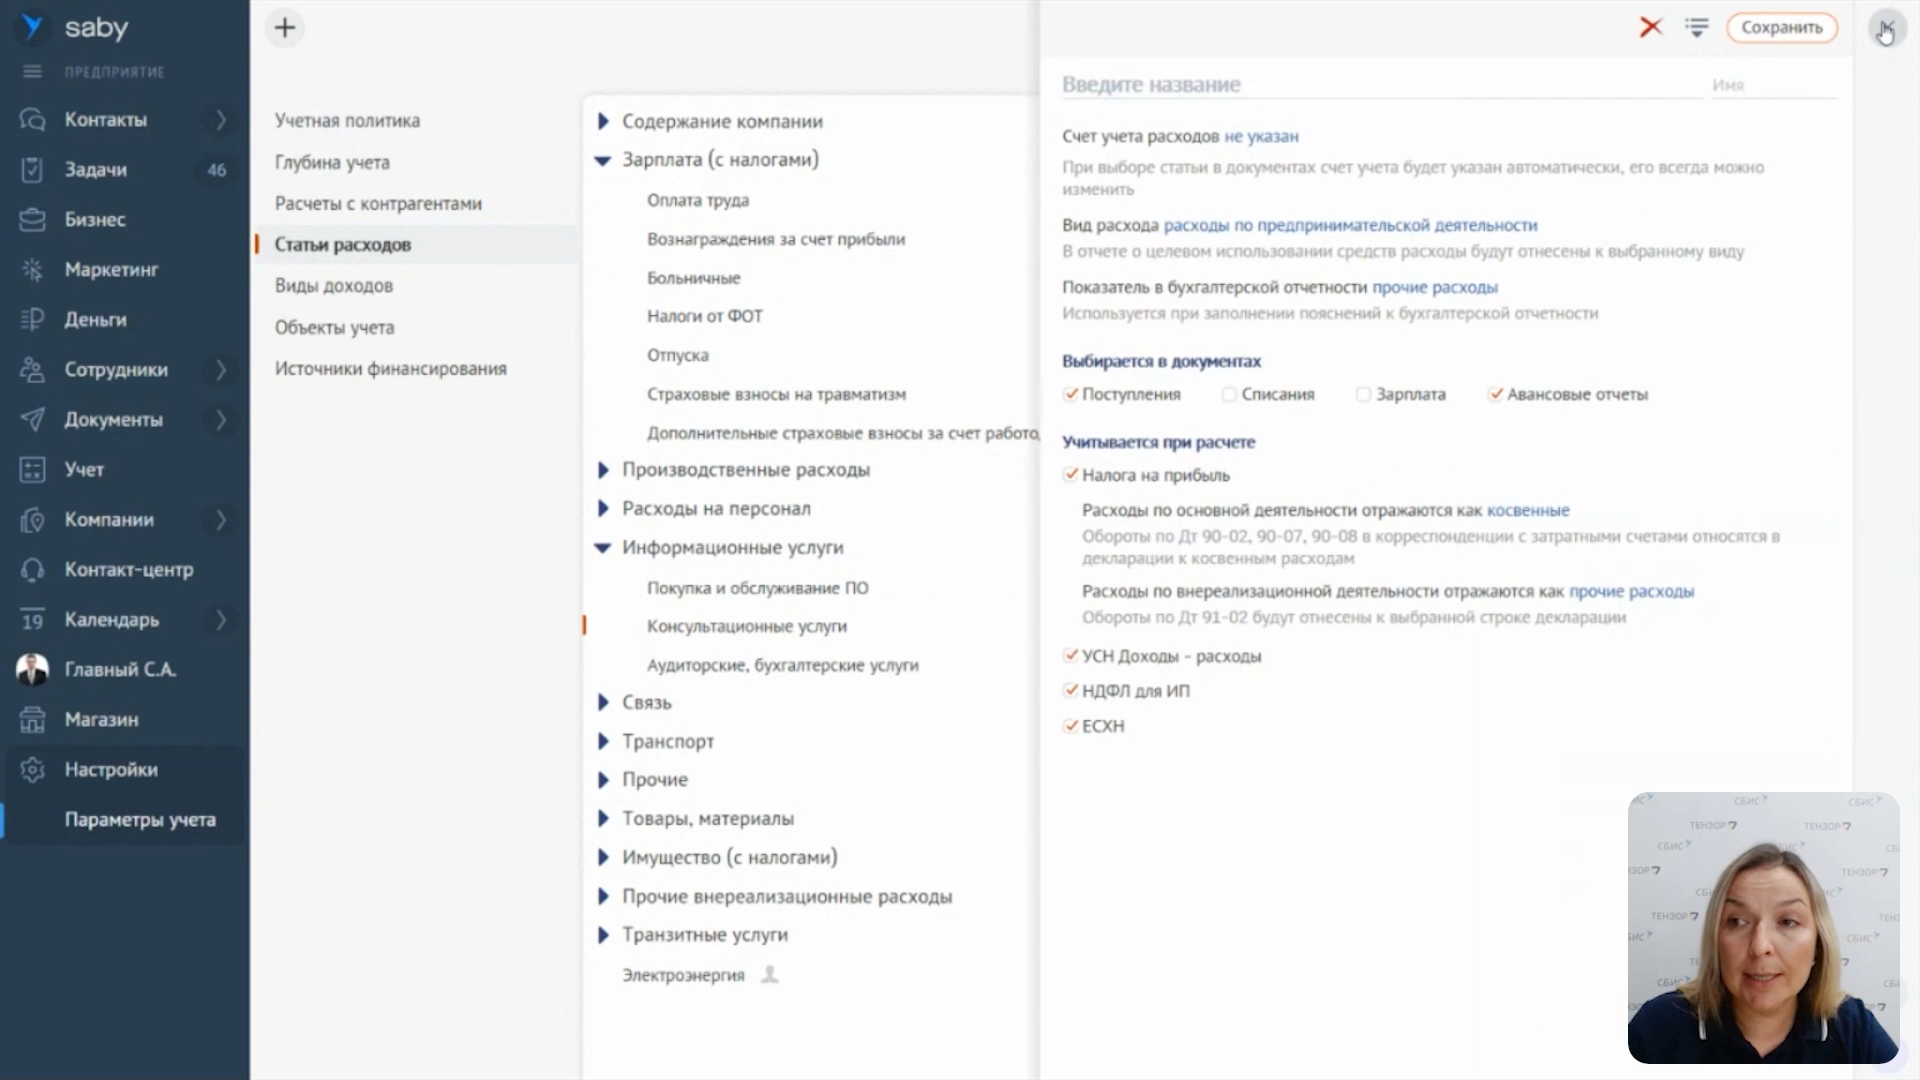 saby
ПРЕДПРИЯТИЕ
Контакты
Задачи 46
Бизнес
Маркетинг
Деньги
Сотрудники
Документы
Учет
Компании
Контакт-центр
19 Календарь
Главный С.А.
Магазин
Настройки
Параметры учета
Учетная политика
Глубина учета
Расчеты с контрагентами
Статьи расходов
Виды доходов
Объекты учета
Источники финансирования
Содержание компании
Зарплата (с налогами)
Оплата труда
Вознаграждения за счет прибыли
Больничные
Налоги от ФОТ
Отпуска
Страховые взносы на травматизм
Дополнительные страховые взносы за счет работо
Производственные расходы
Расходы на персонал
Информационные услуги
Покупка и обслуживание ПО
Консультационные услуги
Аудиторские, бухгалтерские услуги
Связь
Транспорт
Прочие
Товары, материалы
Имущество (с налогами)
Прочие внереализационные расходы
Транзитные услуги
Электроэнергия
Сохранить
Введите название Имя
Счет учета расходов не указан
При выборе статьи в документах счет учета будет указан автоматически, его всегда можно
изменить
Вид расхода расходы по предпринимательской деятельности
В отчете о целевом использовании средств расходы будут отнесены к выбранному виду
Показатель в бухгалтерской отчетности прочие расходы
Используется при заполнении пояснений к бухгалтерской отчетности
Выбирается в документах
Поступления Списания Зарплата Авансовые отчеты
Учитывается при расчете
Налога на прибыль
Расходы по основной деятельности отражаются как косвенные
Обороты по Дт 90-02, 90-07, 90-08 в корреспонденции с затратными счетами относятся в
декларации к косвенным расходам
Расходы по внереализационной деятельности отражаются как прочие расходы
Обороты по Дт 91-02 будут отнесены к выбранной строке декларации
УСН Доходы - расходы
НДФЛ для ИП
ЕСХН
СБИС СБИС
ТЕНЗОР ТЕНЗОР
СБИС
ТЕНЗОР
ТЕНЗОР
СБИС
СБИС